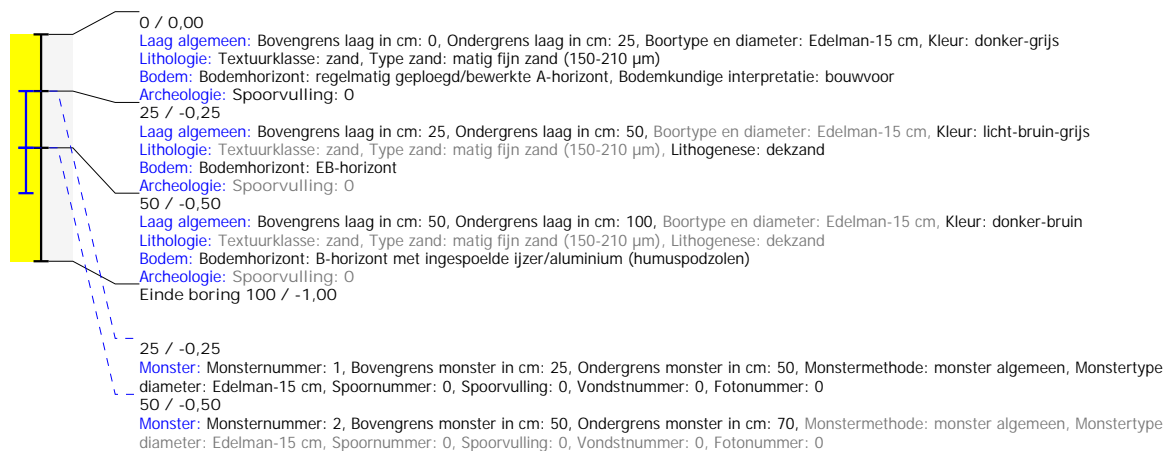 0 / 0,00
Laag algemeen: Bovengrens laag in cm: 0, Ondergrens laag in cm: 25, Boortype en diameter: Edelman-15 cm, Kleur: donker-grijs
Lithologie: Textuurklasse: zand, Type zand: matig fijn zand (150-210 µm)
Bodem: Bodemhorizont: regelmatig geploegd/bewerkte A-horizont, Bodemkundige interpretatie: bouwvoor
Archeologie: Spoorvulling: 0
25 / -0,25
Laag algemeen: Bovengrens laag in cm: 25, Ondergrens laag in cm: 50, Boortype en diameter: Edelman-15 cm, Kleur: licht-bruin-grijs
Lithologie: Textuurklasse: zand, Type zand: matig fijn zand (150-210 µm), Lithogenese: dekzand
Bodem: Bodemhorizont: EB-horizont
Archeologie: Spoorvulling: 0
50 / -0,50
Laag algemeen: Bovengrens laag in cm: 50, Ondergrens laag in cm: 100, Boortype en diameter: Edelman-15 cm, Kleur: donker-bruin
Lithologie: Textuurklasse: zand, Type zand: matig fijn zand (150-210 µm), Lithogenese: dekzand
Bodem: Bodemhorizont: B-horizont met ingespoelde ijzer/aluminium (humuspodzolen)
Archeologie: Spoorvulling: 0
Einde boring 100 / -1,00
25 / -0,25
Monster: Monsternummer: 1, Bovengrens monster in cm: 25, Ondergrens monster in cm: 50, Monstermethode: monster algemeen, Monstertype
diameter: Edelman-15 cm, Spoornummer: 0, Spoorvulling: 0, Vondstnummer: 0, Fotonummer: 0
50 / -0,50
Monster: Monsternummer: 2, Bovengrens monster in cm: 50, Ondergrens monster in cm: 70, Monstermethode: monster algemeen, Monstertype
diameter: Edelman-15 cm, Spoornummer: 0, Spoorvulling: 0, Vondstnummer: 0, Fotonummer: 0